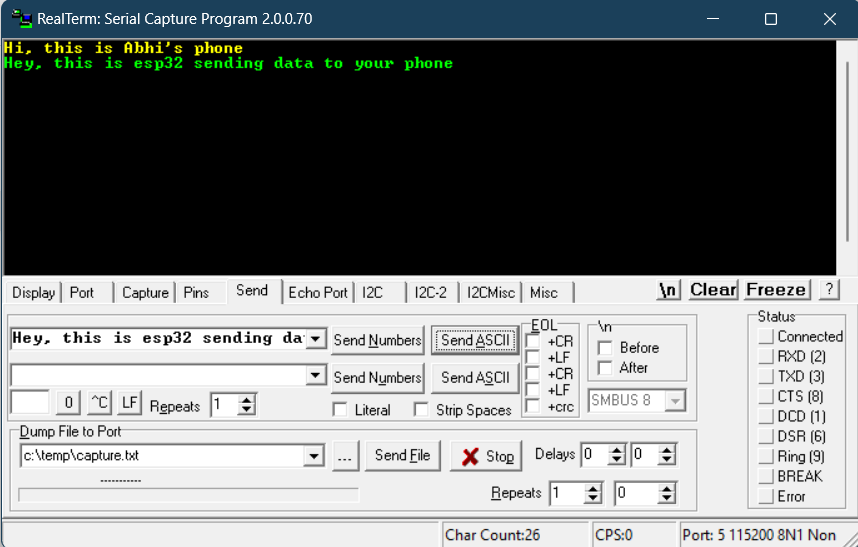 RealTerm: Serial Capture Program 2.0.0.70
Hi, this is Abhi's phone
Hey, this is esp32 sending data to your phone
Display Port Capture Pins Send Echo Port I2C I2C-2 I2CMisc Misc \n Clear Freeze ?
Hey, this is esp32 sending da Send Numbers Send ASCII
Send Numbers Send ASCII
0 ^C LF Repeats 1 Literal Strip Spaces
EOL
+CR
+LF
+CR
+LF
+crc
\n
Before
After
SMBUS 8
Dump File to Port
c:\temp\capture.txt ... Send File Stop Delays 0 0
-----------
Repeats 1 0
Status
Connected
RXD (2)
TXD (3)
CTS (8)
DCD (1)
DSR (6)
Ring (9)
BREAK
Error
Char Count:26 CPS:0 Port: 5 115200 8N1 Non